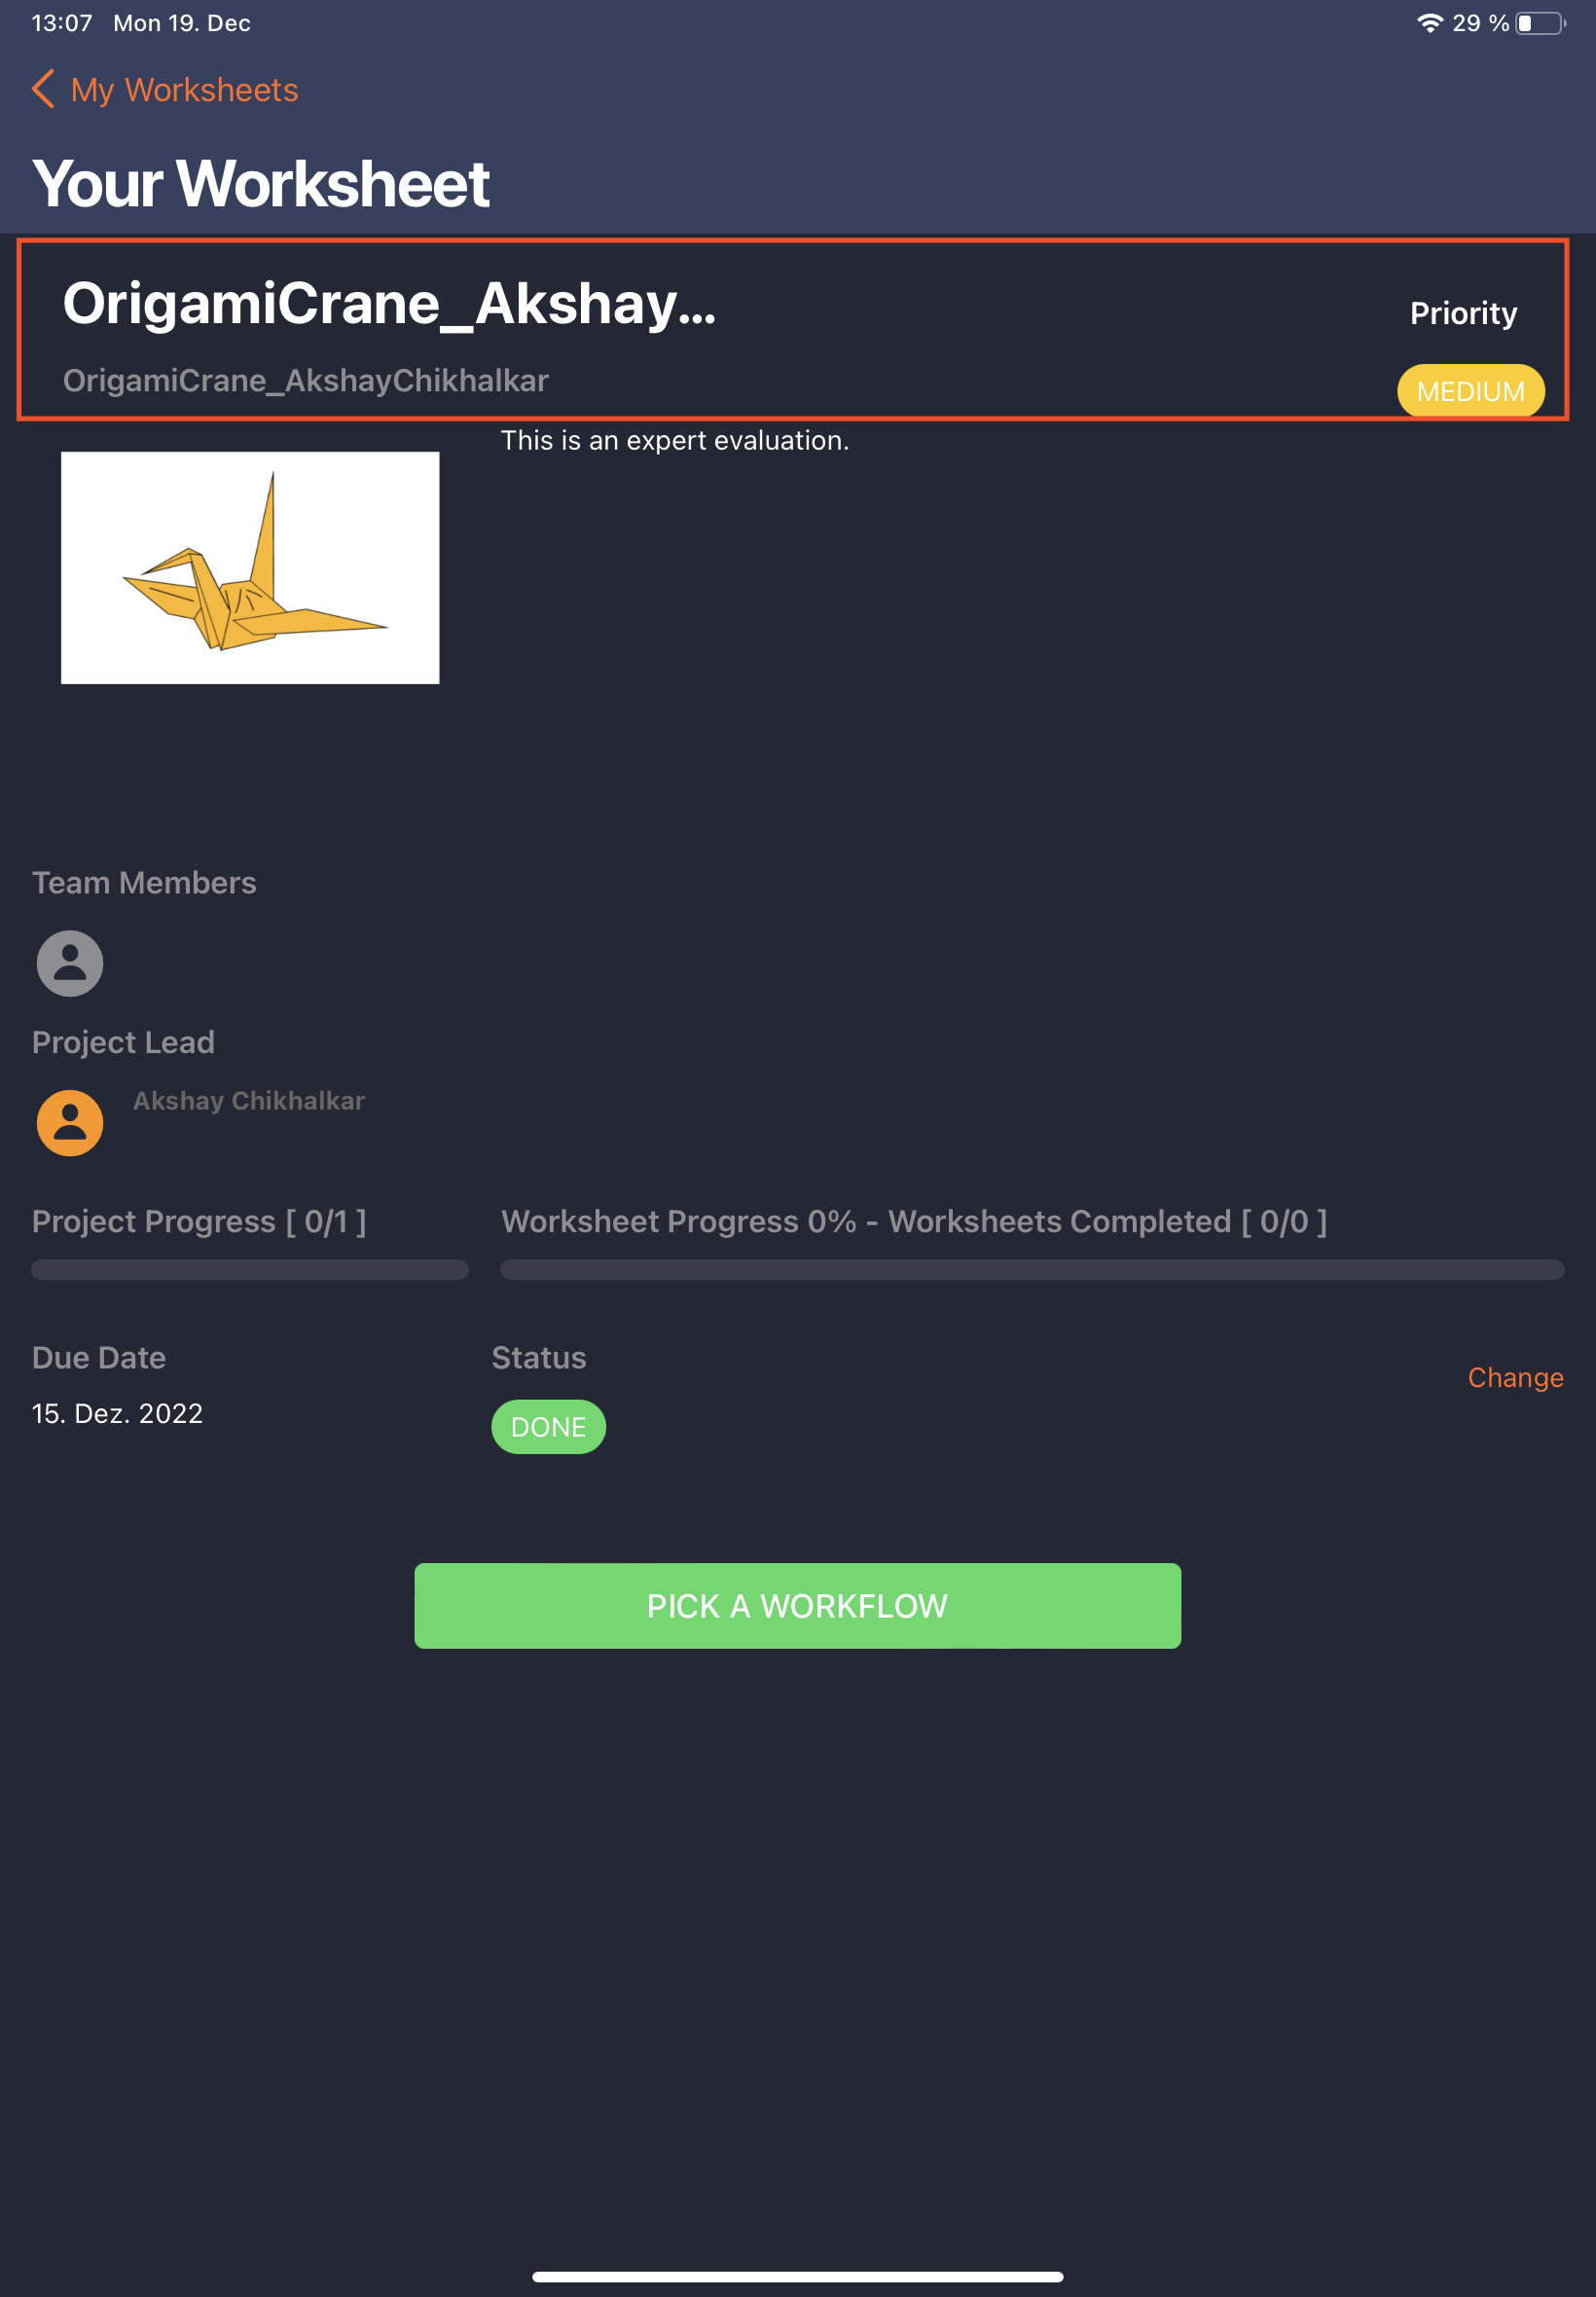 13:07 Mon 19. Dec 29 %
My Worksheets
Your Worksheet
OrigamiCrane_Akshay...
Priority
OrigamiCrane_AkshayChikhalkar
MEDIUM
This is an expert evaluation.
Team Members
Project Lead
Akshay Chikhalkar
Project Progress [ 0/1 ]
Worksheet Progress 0% - Worksheets Completed [ 0/0 ]
Due Date
15. Dez. 2022
Status
DONE
Change
PICK A WORKFLOW